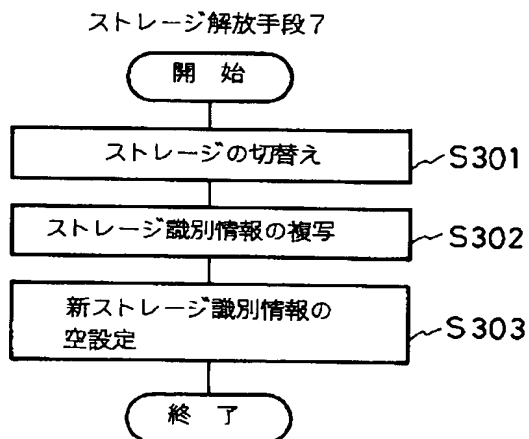 ストレージ解放手段7
開 始
ストレージの切替え
S301
ストレージ識別情報の複写
S302
新ストレージ識別情報の
空設定
S303
終 了